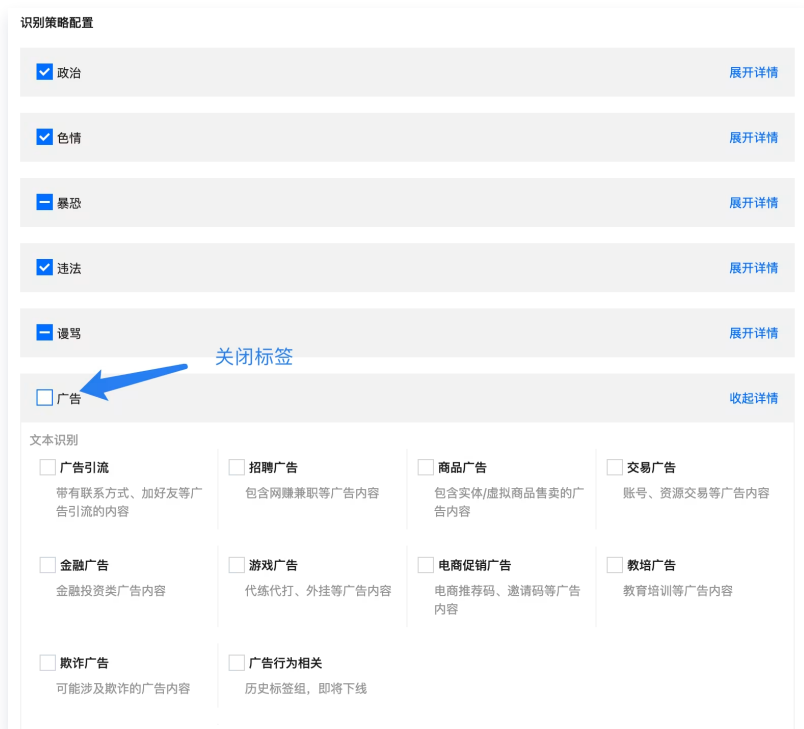 识别策略配置
政治 展开详情
色情 展开详情
暴恐 展开详情
违法 展开详情
谩骂 展开详情
关闭标签
广告 收起详情
文本识别
广告引流
带有联系方式、加好友等广
告引流的内容
招聘广告
包含网赚兼职等广告内容
商品广告
包含实体/虚拟商品售卖的广
告内容
交易广告
账号、资源交易等广告内容
金融广告
金融投资类广告内容
游戏广告
代练代打、外挂等广告内容
电商促销广告
电商推荐码、邀请码等广告
内容
教培广告
教育培训等广告内容
欺诈广告
可能涉及欺诈的广告内容
广告行为相关
历史标签组，即将下线